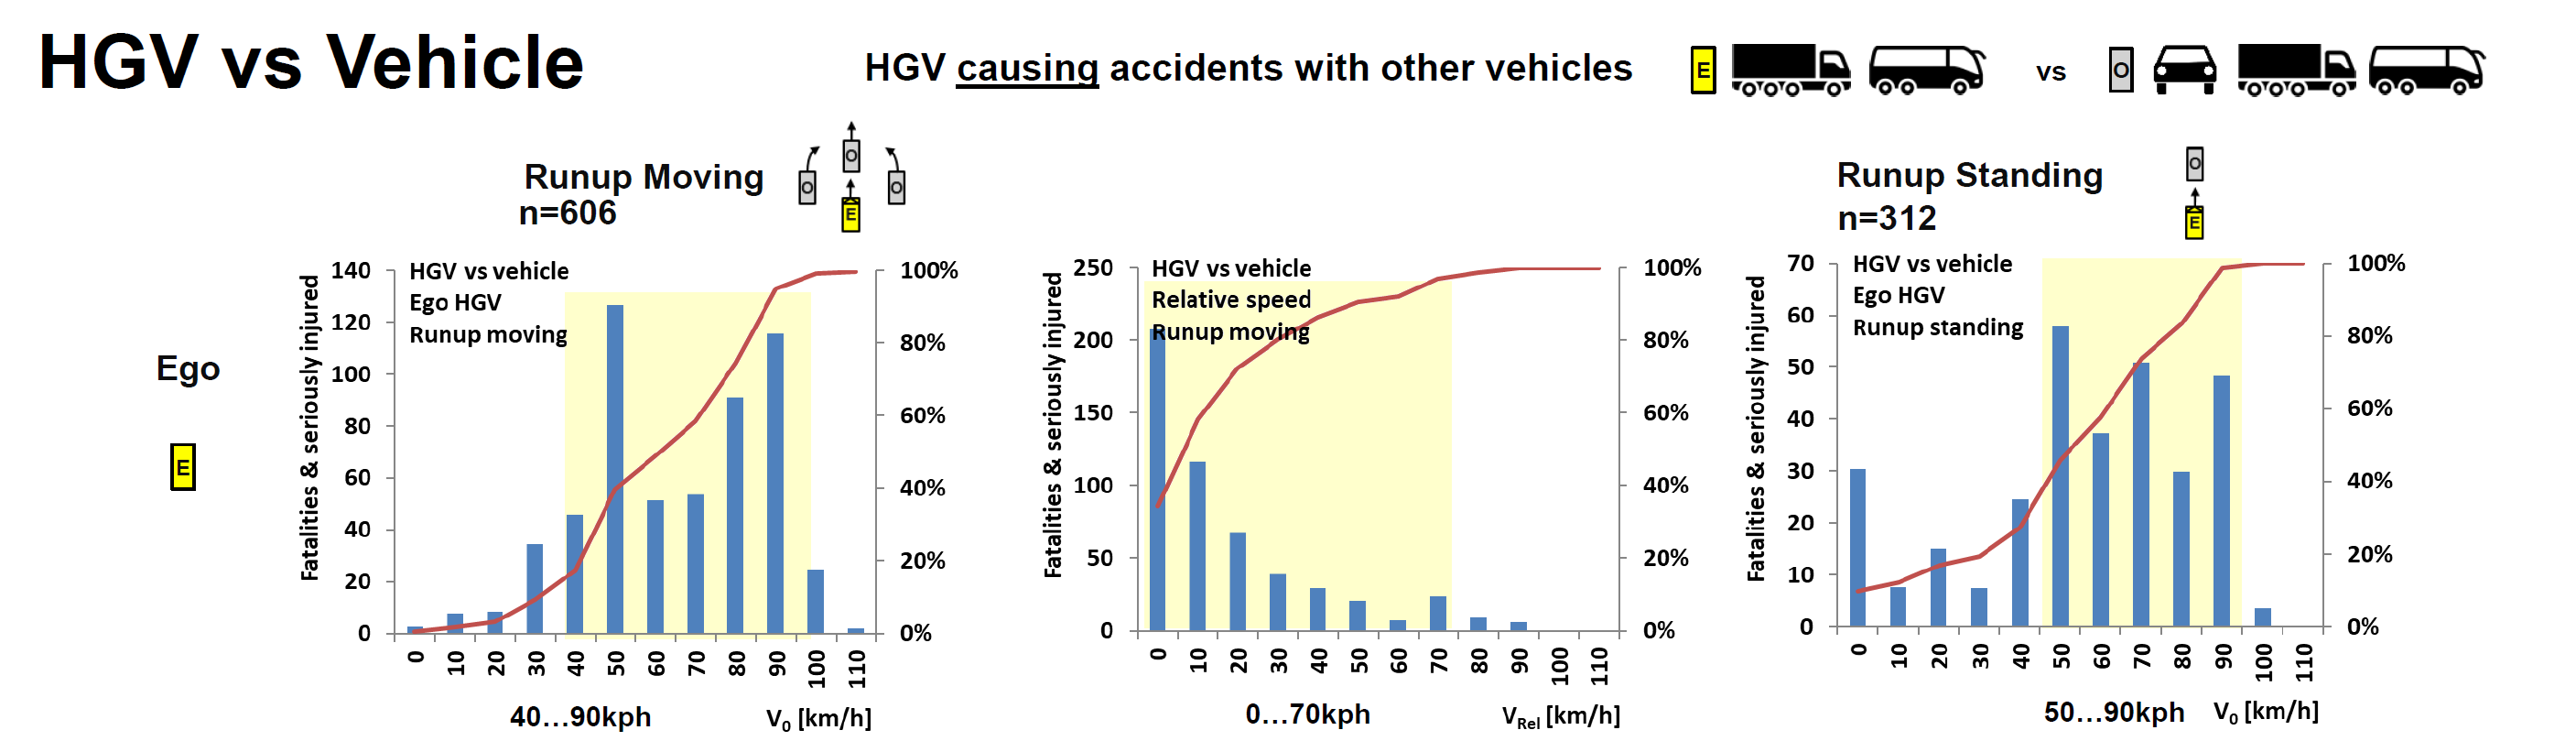 HGV vs Vehicle
HGV causing accidents with other vehicles
E
vs
O
Runup Moving
n=606
O
O
O
E
Runup Standing
n=312
O
E
Ego
E
Fatalities & seriously injured
HGV vs vehicle
Ego HGV
Runup moving
140
120
100
80
60
40
20
0
100%
80%
60%
40%
20%
0%
0 10 20 30 40 50 60 70 80 90 100 110
40...90kph
V0 [km/h]
Fatalities & seriously injured
HGV vs vehicle
Relative speed
Runup moving
250
200
150
100
50
0
100%
80%
60%
40%
20%
0%
0 10 20 30 40 50 60 70 80 90 100 110
0...70kph
VRel [km/h]
Fatalities & seriously injured
HGV vs vehicle
Ego HGV
Runup standing
70
60
50
40
30
20
10
0
100%
80%
60%
40%
20%
0%
0 10 20 30 40 50 60 70 80 90 100 110
50...90kph
V0 [km/h]